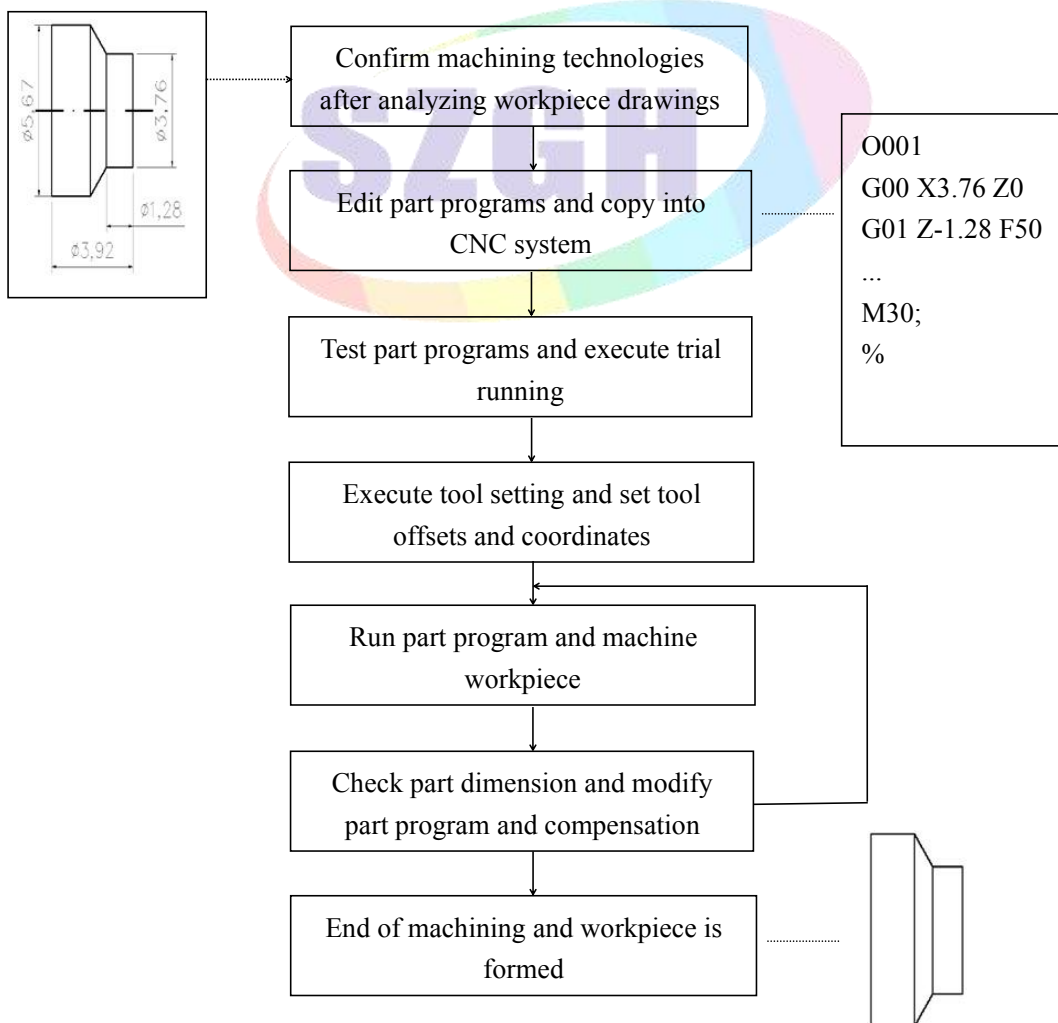 Confirm machining technologies
after analyzing workpiece drawings
ø5,67
ø3,76
ø1,28
ø3,92
SZGH
Edit part programs and copy into
CNC system
O001
G00 X3.76 Z0
G01 Z-1.28 F50
...
M30;
%
Test part programs and execute trial
running
Execute tool setting and set tool
offsets and coordinates
Run part program and machine
workpiece
Check part dimension and modify
part program and compensation
End of machining and workpiece is
formed